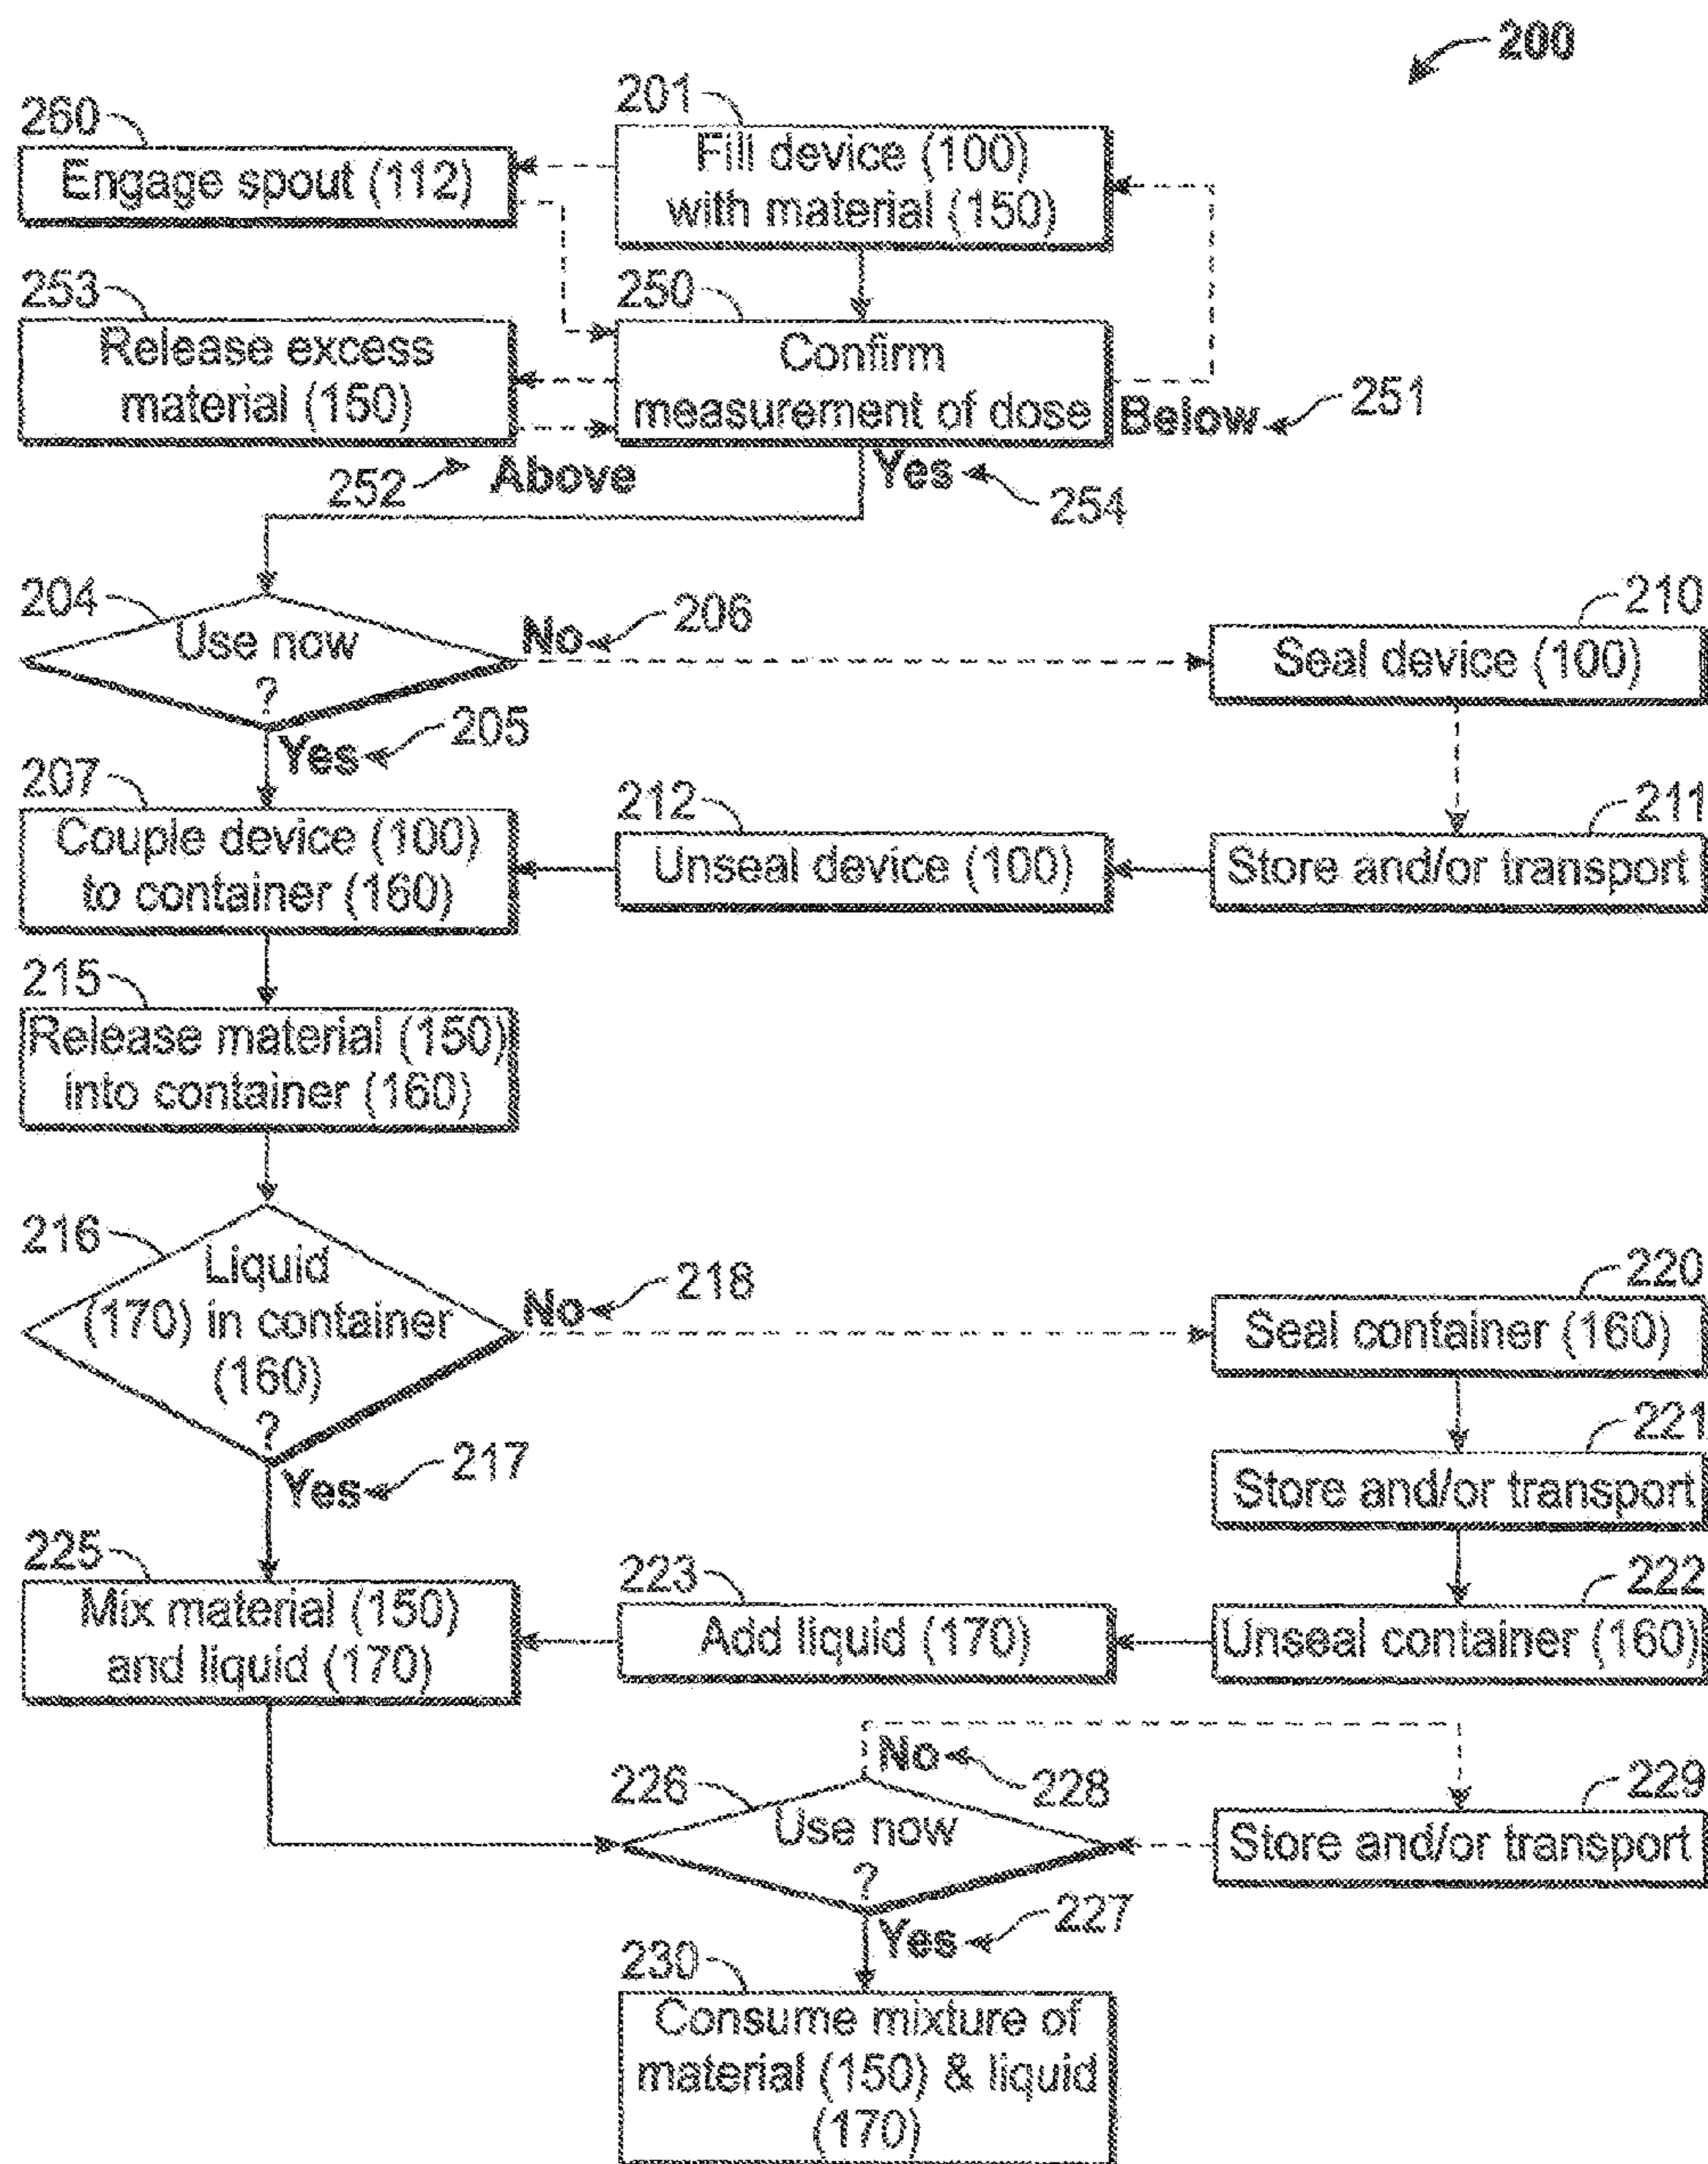 200
260
Engage spout (112)
201
Fill device (100)
with material (150)
253
Release excess
material (150)
250
Confirm
measurement of dose
Below
251
252
Above
Yes
254
204
Use now
?
No
206
210
Seal device (100)
Yes
205
207
Couple device (100)
to container (160)
212
Unseal device (100)
211
Store and/or transport
215
Release material (150)
into container (160)
216
Liquid
(170) in container
(160)
?
No
218
220
Seal container (160)
Yes
217
221
Store and/or transport
225
Mix material (150)
and liquid (170)
223
Add liquid (170)
222
Unseal container (160)
226
Use now
?
No
228
229
Store and/or transport
Yes
227
230
Consume mixture of
material (150) & liquid
(170)